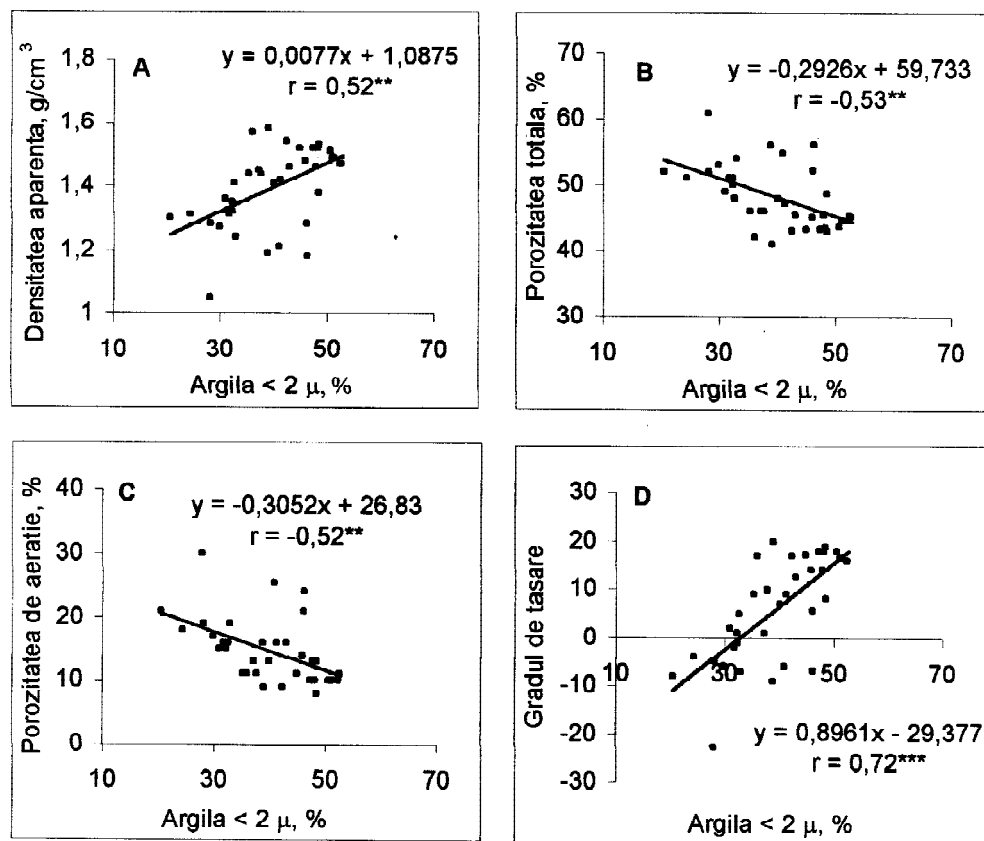 A
y = 0,0077x + 1,0875
r = 0,52**
Densitatea aparenta, g/cm³
1,8
1,6
1,4
1,2
1
10 30 50 70
Argila < 2 µ, %
B
y = -0,2926x + 59,733
r = -0,53**
Porozitatea totala, %
70
60
50
40
30
10 30 50 70
Argila < 2 µ, %
C
y = -0,3052x + 26,83
r = -0,52**
Porozitatea de aeratie, %
40
30
20
10
0
10 30 50 70
Argila < 2 µ, %
D
Gradul de tasare
30
20
10
0
-10
-20
-30
10 30 50 70
y = 0,8961x - 29,377
r = 0,72***
Argila < 2 µ, %